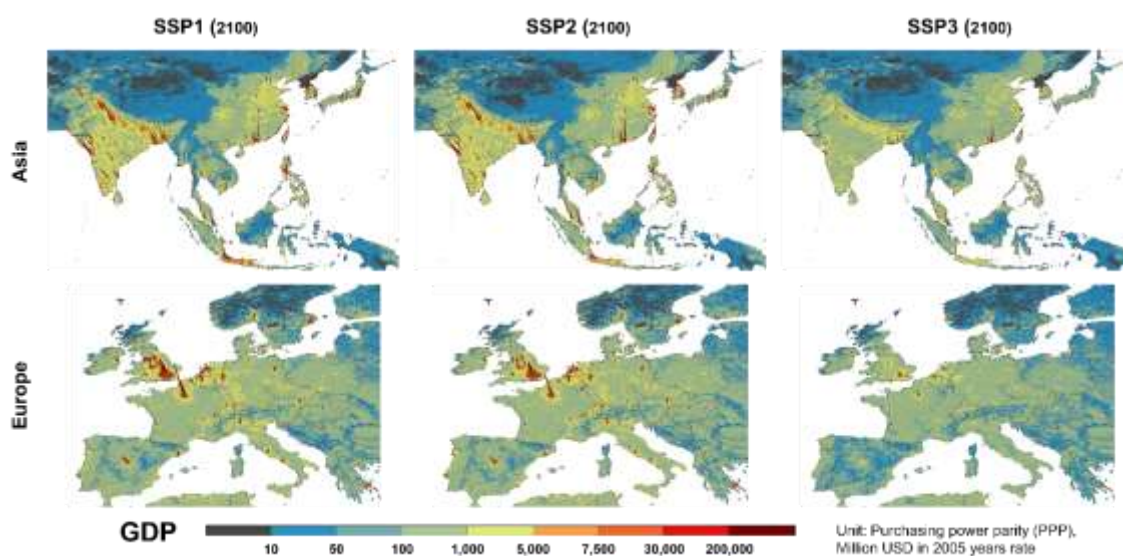 SSP1 (2100)
SSP2 (2100)
SSP3 (2100)
Asia
Europe
GDP
10
50
100
1,000
5,000
7,500
30,000
200,000
Unit: Purchasing power parity (PPP),
Million USD in 2005 years rate